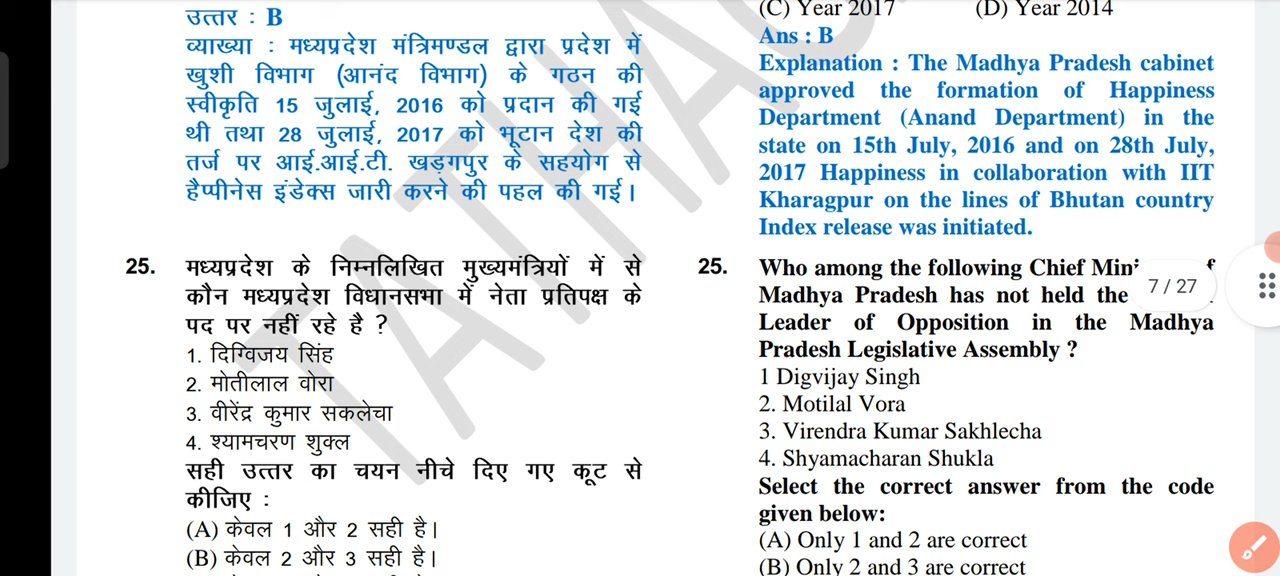 उत्तर : B
व्याख्या : मध्यप्रदेश मंत्रिमण्डल द्वारा प्रदेश में
खुशी विभाग (आनंद विभाग) के गठन की
स्वीकृति 15 जुलाई, 2016 को प्रदान की गई
थी तथा 28 जुलाई, 2017 को भूटान देश की
तर्ज पर आई.आई.टी. खड़गपुर के सहयोग से
हैप्पीनेस इंडेक्स जारी करने की पहल की गई।
25. मध्यप्रदेश के निम्नलिखित मुख्यमंत्रियों में से
कौन मध्यप्रदेश विधानसभा में नेता प्रतिपक्ष के
पद पर नहीं रहे है ?
1. दिग्विजय सिंह
2. मोतीलाल वोरा
3. वीरेंद्र कुमार सकलेचा
4. श्यामचरण शुक्ल
सही उत्तर का चयन नीचे दिए गए कूट से
कीजिए :
(A) केवल 1 और 2 सही है।
(B) केवल 2 और 3 सही है।
(C) Year 2017 (D) Year 2014
Ans : B
Explanation : The Madhya Pradesh cabinet
approved the formation of Happiness
Department (Anand Department) in the
state on 15th July, 2016 and on 28th July,
2017 Happiness in collaboration with IIT
Kharagpur on the lines of Bhutan country
Index release was initiated.
25. Who among the following Chief
Madhya Pradesh has not held the
Leader of Opposition in the Madhya
Pradesh Legislative Assembly ?
1 Digvijay Singh
2. Motilal Vora
3. Virendra Kumar Sakhlecha
4. Shyamacharan Shukla
Select the correct answer from the code
given below:
(A) Only 1 and 2 are correct
(B) Only 2 and 3 are correct
7 / 27